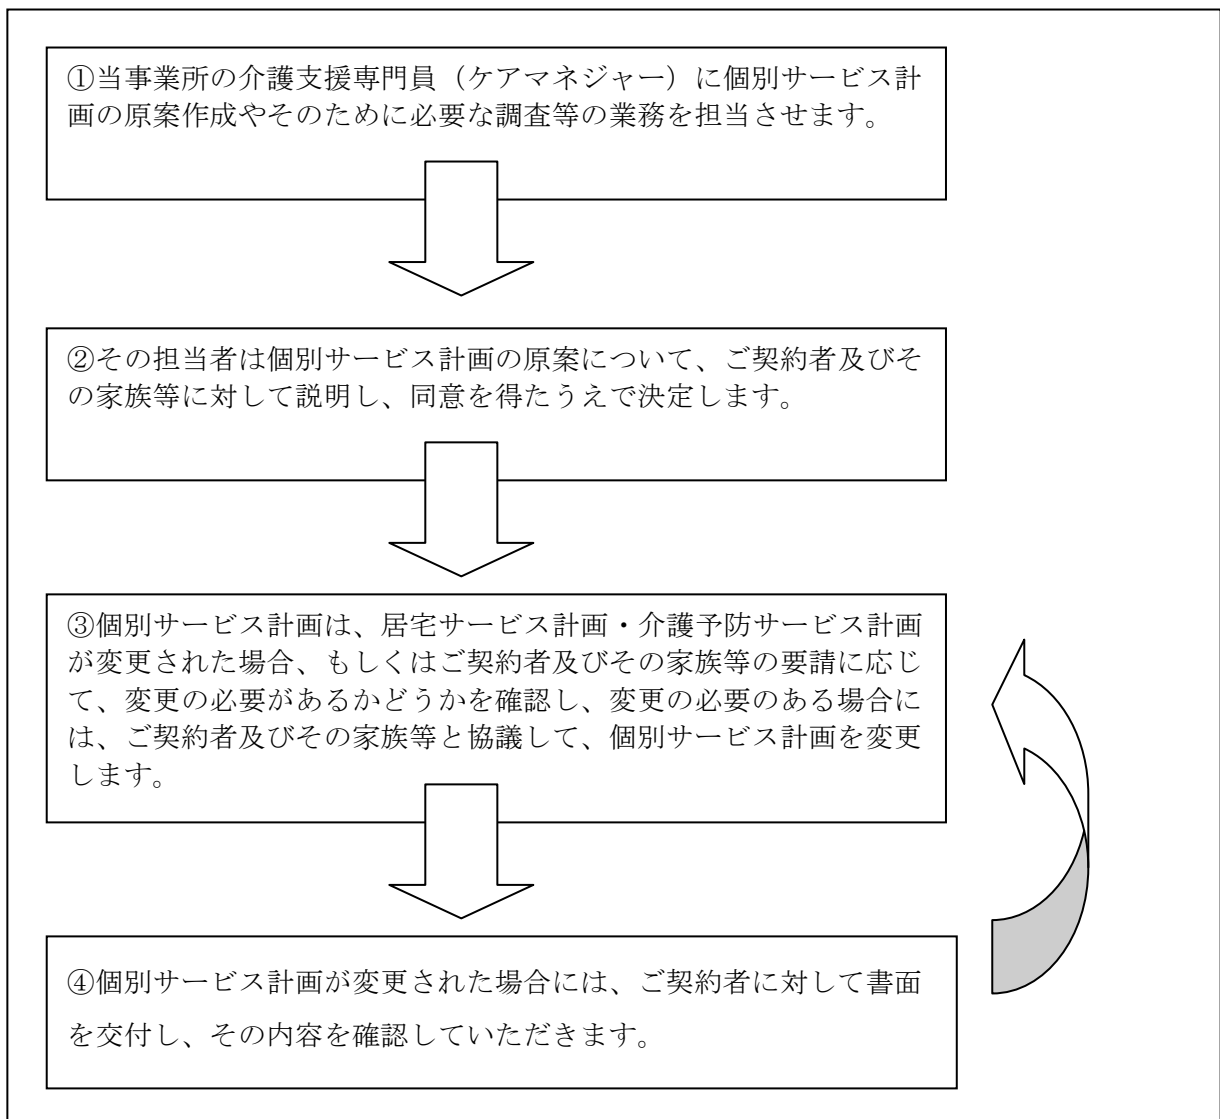 ①当事業所の介護支援専門員（ケアマネジャー）に個別サービス計
画の原案作成やそのために必要な調査等の業務を担当させます。
②その担当者は個別サービス計画の原案について、ご契約者及びそ
の家族等に対して説明し、同意を得たうえで決定します。
③個別サービス計画は、居宅サービス計画・介護予防サービス計画
が変更された場合、もしくはご契約者及びその家族等の要請に応じ
て、変更の必要があるかどうかを確認し、変更の必要のある場合に
は、ご契約者及びその家族等と協議して、個別サービス計画を変更
します。
④個別サービス計画が変更された場合には、ご契約者に対して書面
を交付し、その内容を確認していただきます。